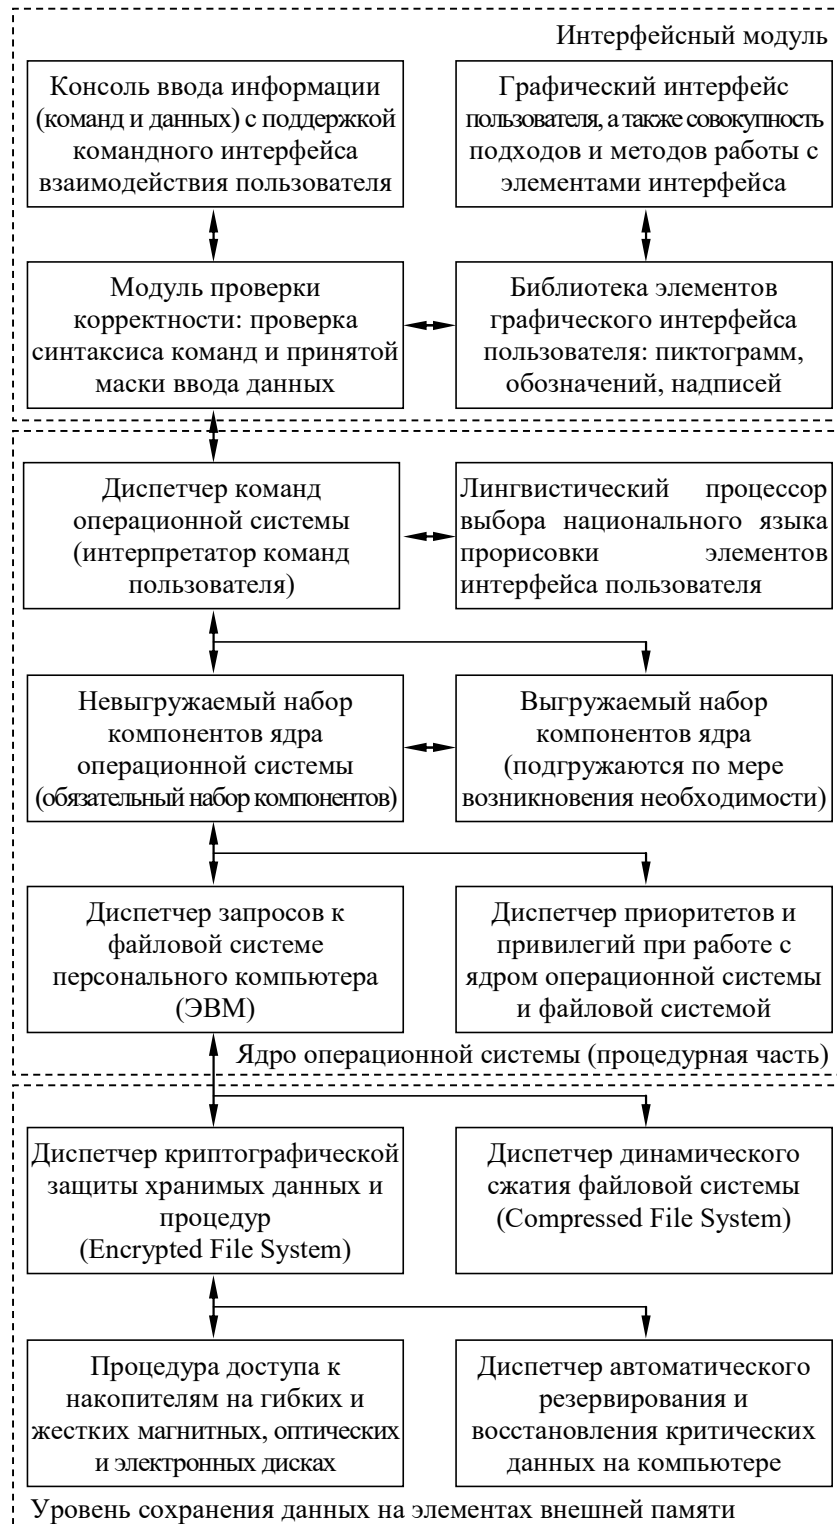 Интерфейсный модуль
Консоль ввода информации
(команд и данных) с поддержкой
командного интерфейса
взаимодействия пользователя
Графический интерфейс
пользователя, а также совокупность
подходов и методов работы с
элементами интерфейса
Модуль проверки
корректности: проверка
синтаксиса команд и принятой
маски ввода данных
Библиотека элементов
графического интерфейса
пользователя: пиктограмм,
обозначений, надписей
Диспетчер команд
операционной системы
(интерпретатор команд
пользователя)
Лингвистический процессор
выбора национального языка
прорисовки элементов
интерфейса пользователя
Невыгружаемый набор
компонентов ядра
операционной системы
(обязательный набор компонентов)
Выгружаемый набор
компонентов ядра
(подгружаются по мере
возникновения необходимости)
Диспетчер запросов к
файловой системе
персонального компьютера
(ЭВМ)
Диспетчер приоритетов и
привилегий при работе с
ядром операционной системы
и файловой системой
Ядро операционной системы (процедурная часть)
Диспетчер криптографической
защиты хранимых данных и
процедур
(Encrypted File System)
Диспетчер динамического
сжатия файловой системы
(Compressed File System)
Процедура доступа к
накопителям на гибких и
жестких магнитных, оптических
и электронных дисках
Диспетчер автоматического
резервирования и
восстановления критических
данных на компьютере
Уровень сохранения данных на элементах внешней памяти